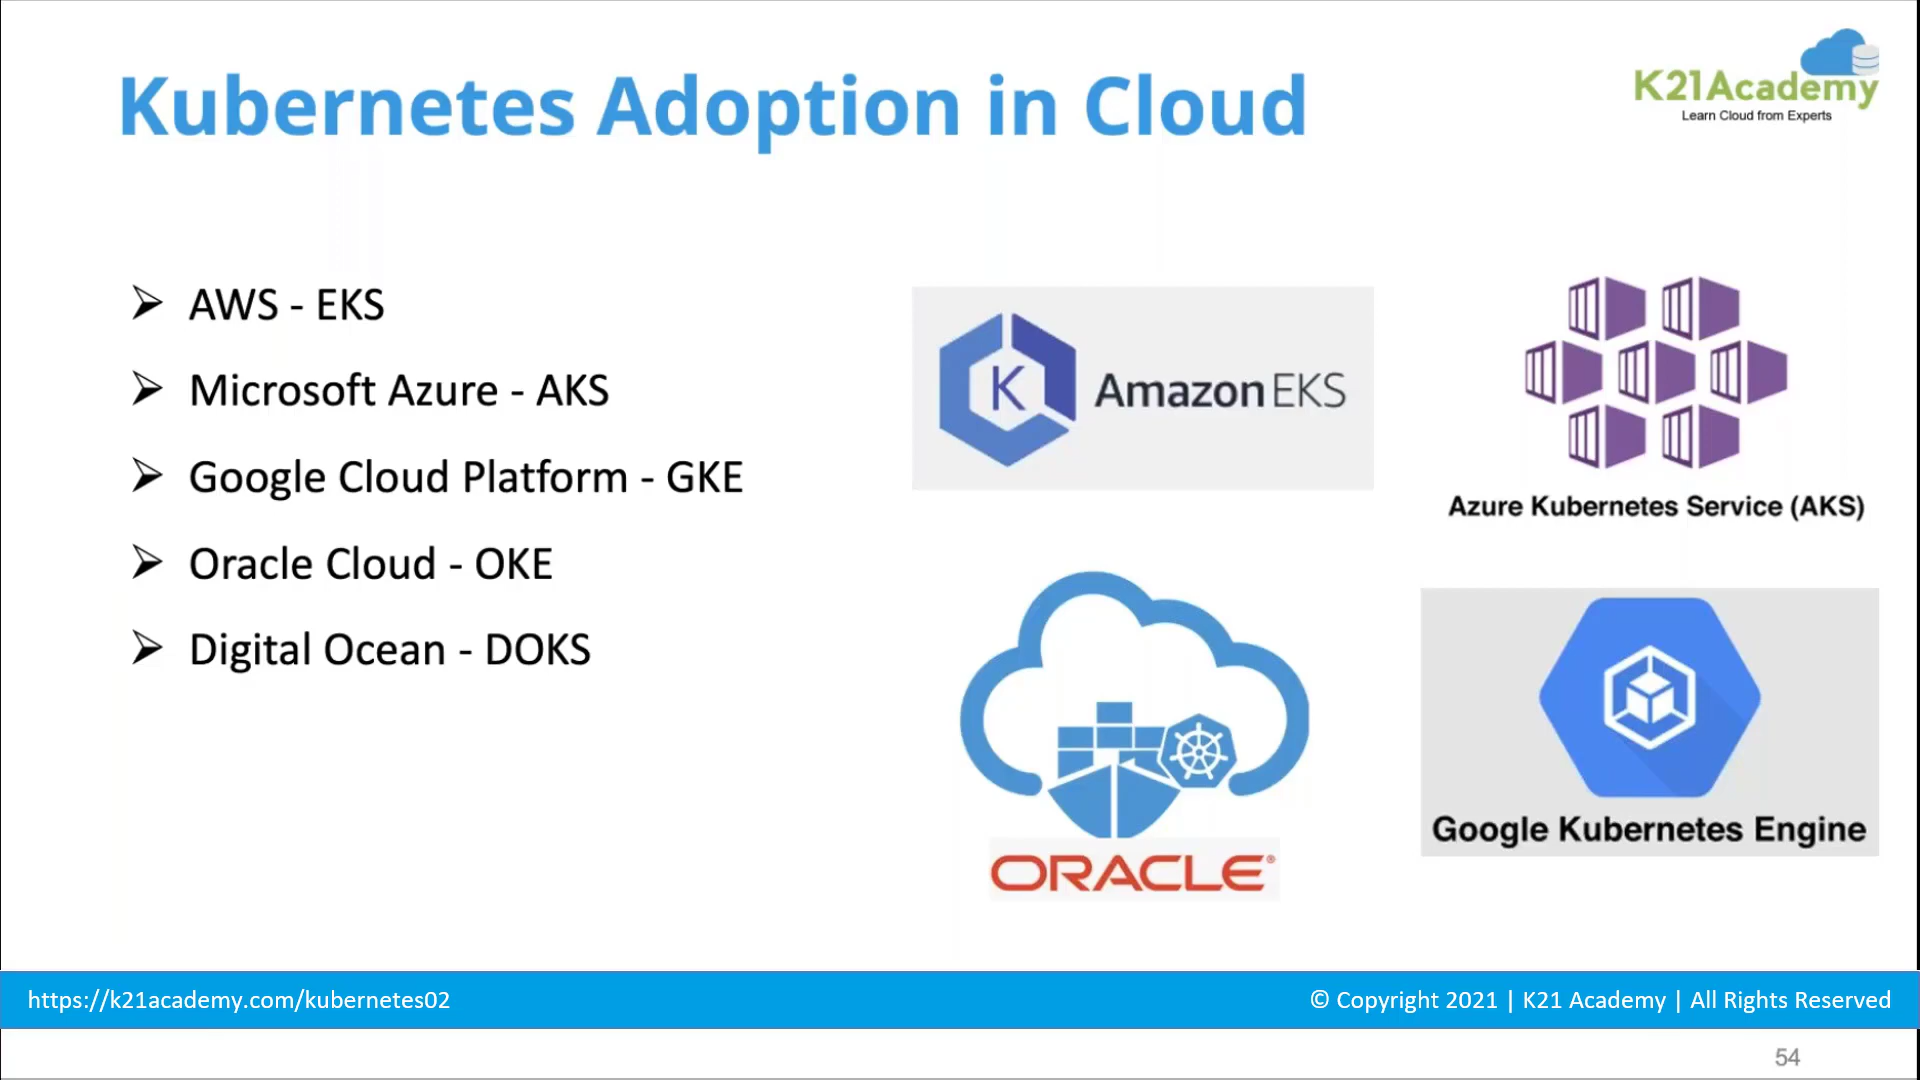 Kubernetes Adoption in Cloud
K21Academy
Learn Cloud from Experts
AWS - EKS
Microsoft Azure - AKS
Google Cloud Platform - GKE
Oracle Cloud - OKE
Digital Ocean - DOKS
K Amazon EKS
Azure Kubernetes Service (AKS)
ORACLE®
Google Kubernetes Engine
https://k21academy.com/kubernetes02
© Copyright 2021 | K21 Academy | All Rights Reserved
54